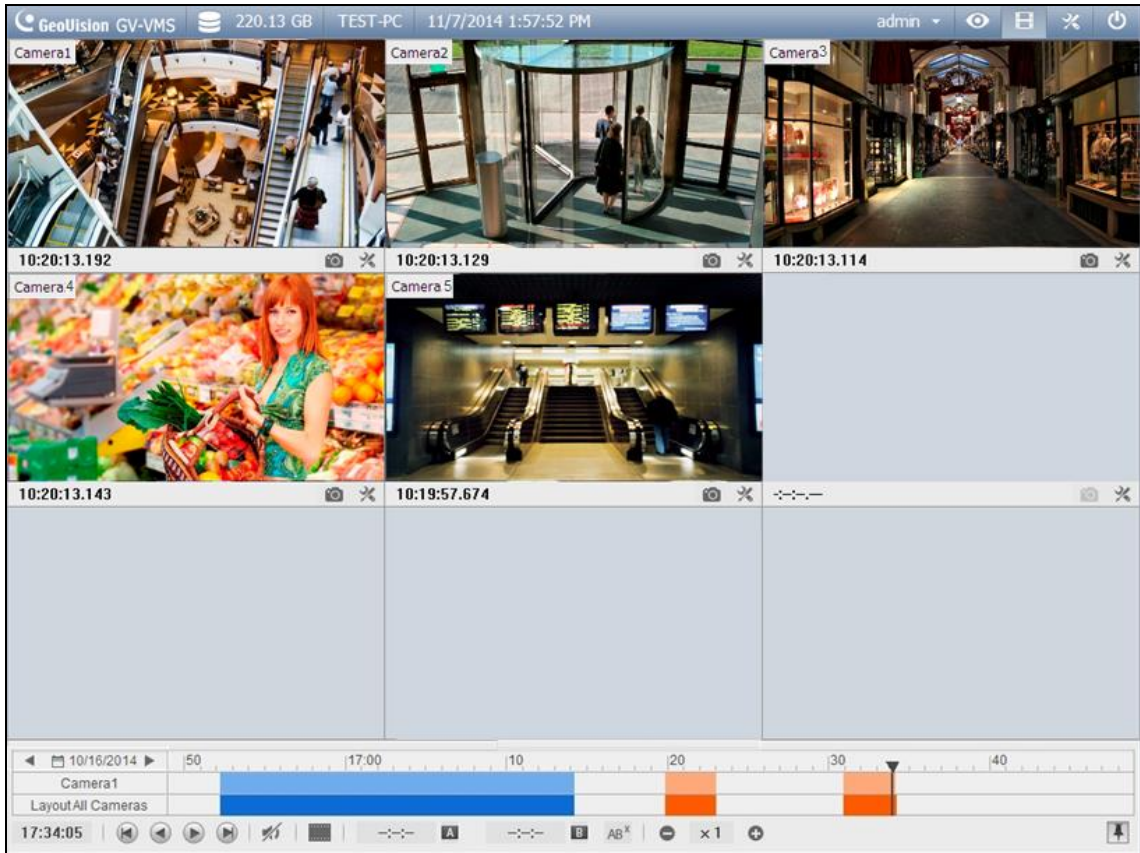 GeoVision GV-VMS 220.13 GB TEST-PC 11/7/2014 1:57:52 PM admin
Camera1 Camera2 Camera3
10:20:13.192 10:20:13.129 10:20:13.114
Camera.4 Camera 5
10:20:13.143 10:19:57.674 -:-:-.--
10/16/2014 50 17:00 10 20 30 40
Camera1
Layout All Cameras
17:34:05 --:--:-- A --:--:-- B ABX x 1